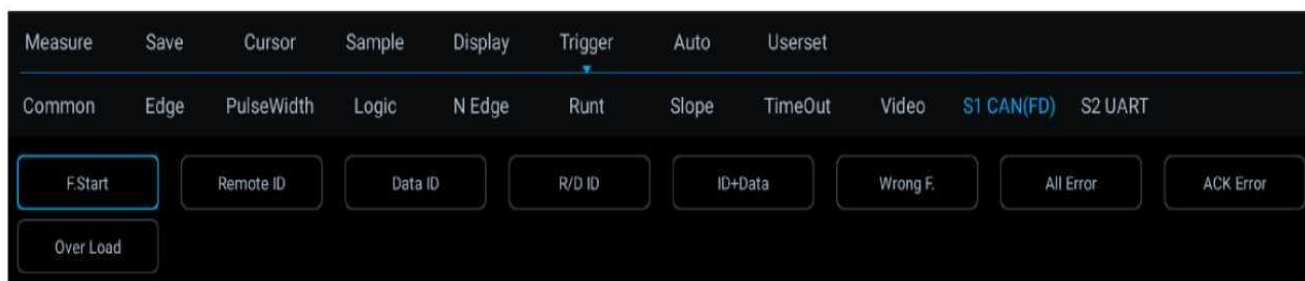 Measure Save Cursor Sample Display Trigger Auto Userset
Common Edge PulseWidth Logic N Edge Runt Slope TimeOut Video S1 CAN(FD) S2 UART
F.Start Remote ID Data ID R/D ID ID+Data Wrong F. All Error ACK Error
Over Load